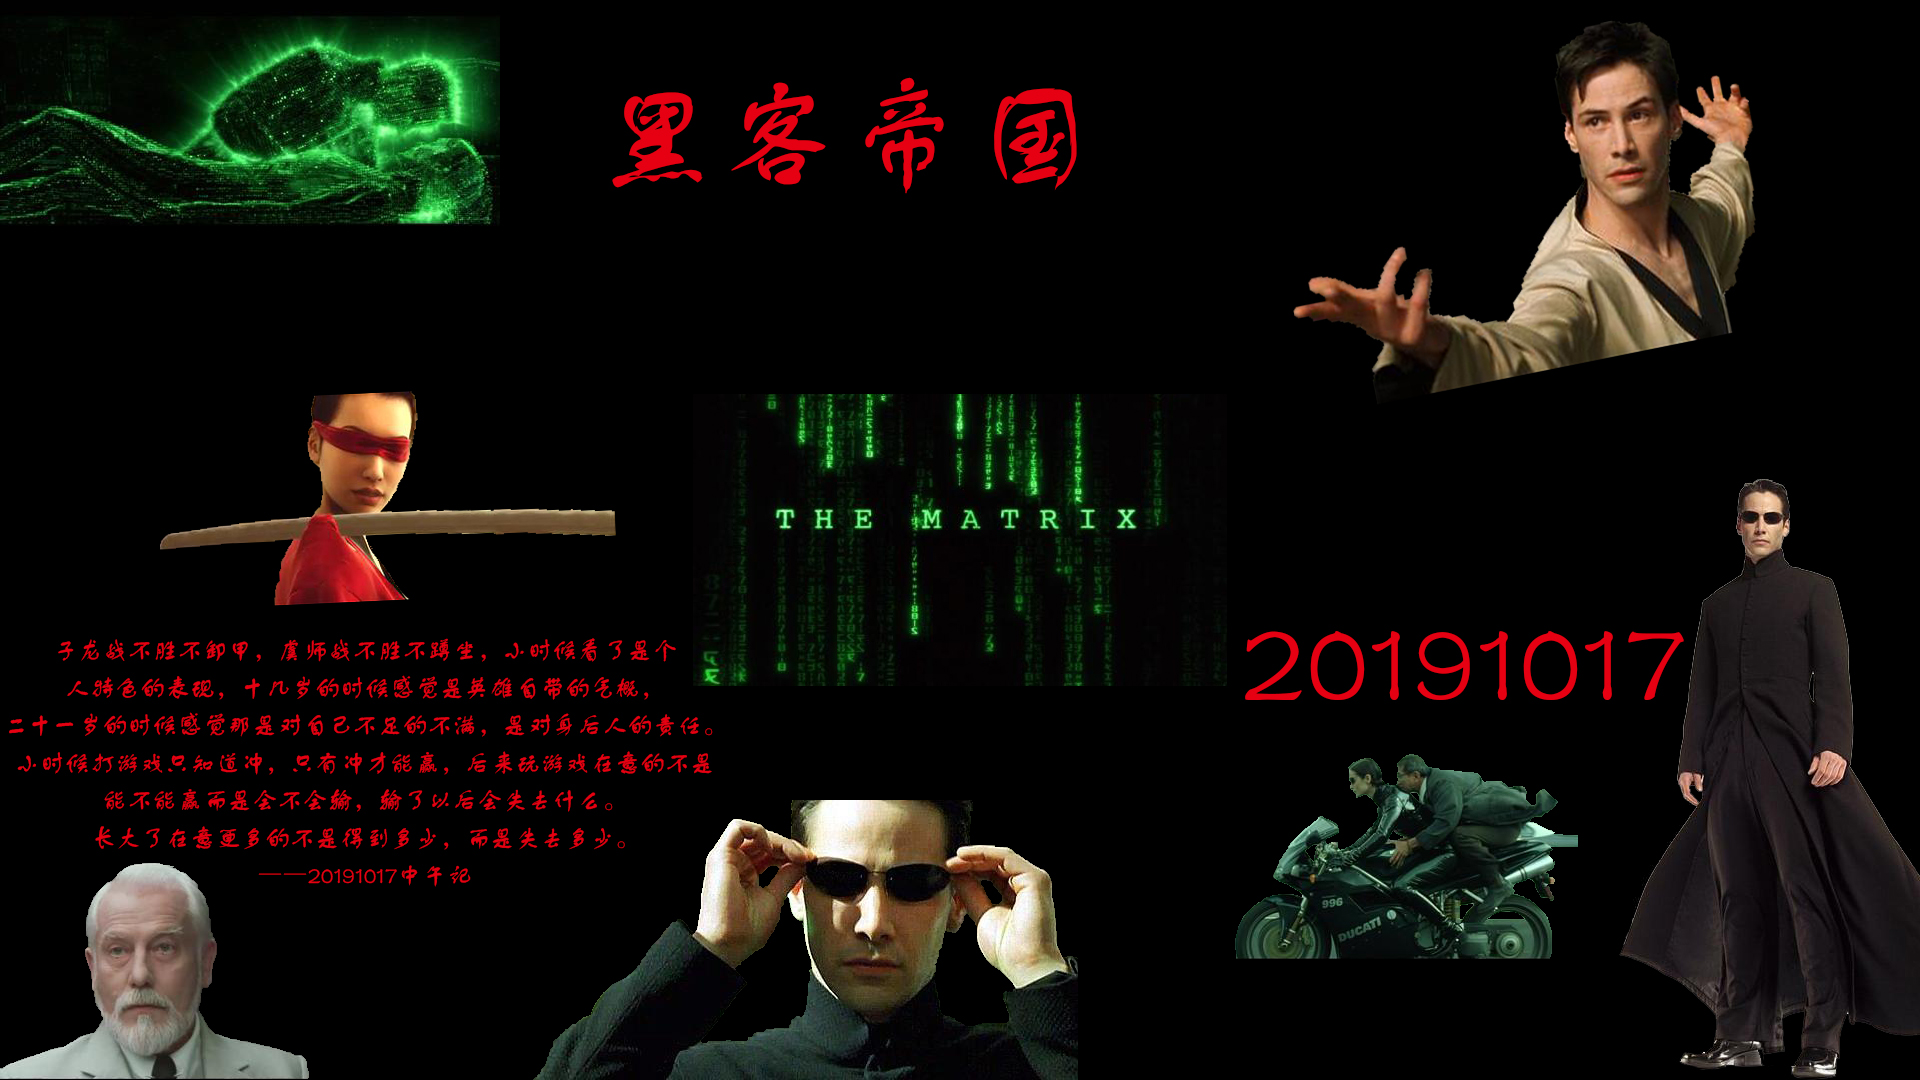 黑客帝国
THE MATRIX
20191017
子龙战不胜不卸甲，虞师战不胜不蹲坐，小时候看了是个
人特色的表现，十几岁的时候感觉是英雄自带的气概，
二十一岁的时候感觉那是对自己不足的不满，是对身后人的责任。
小时候打游戏只知道冲，只有冲才能赢，后来玩游戏在意的不是
能不能赢而是会不会输，输了以后会失去什么。
长大了在意更多的不是得到多少，而是失去多少。
——20191017中午记
996
DUCATI